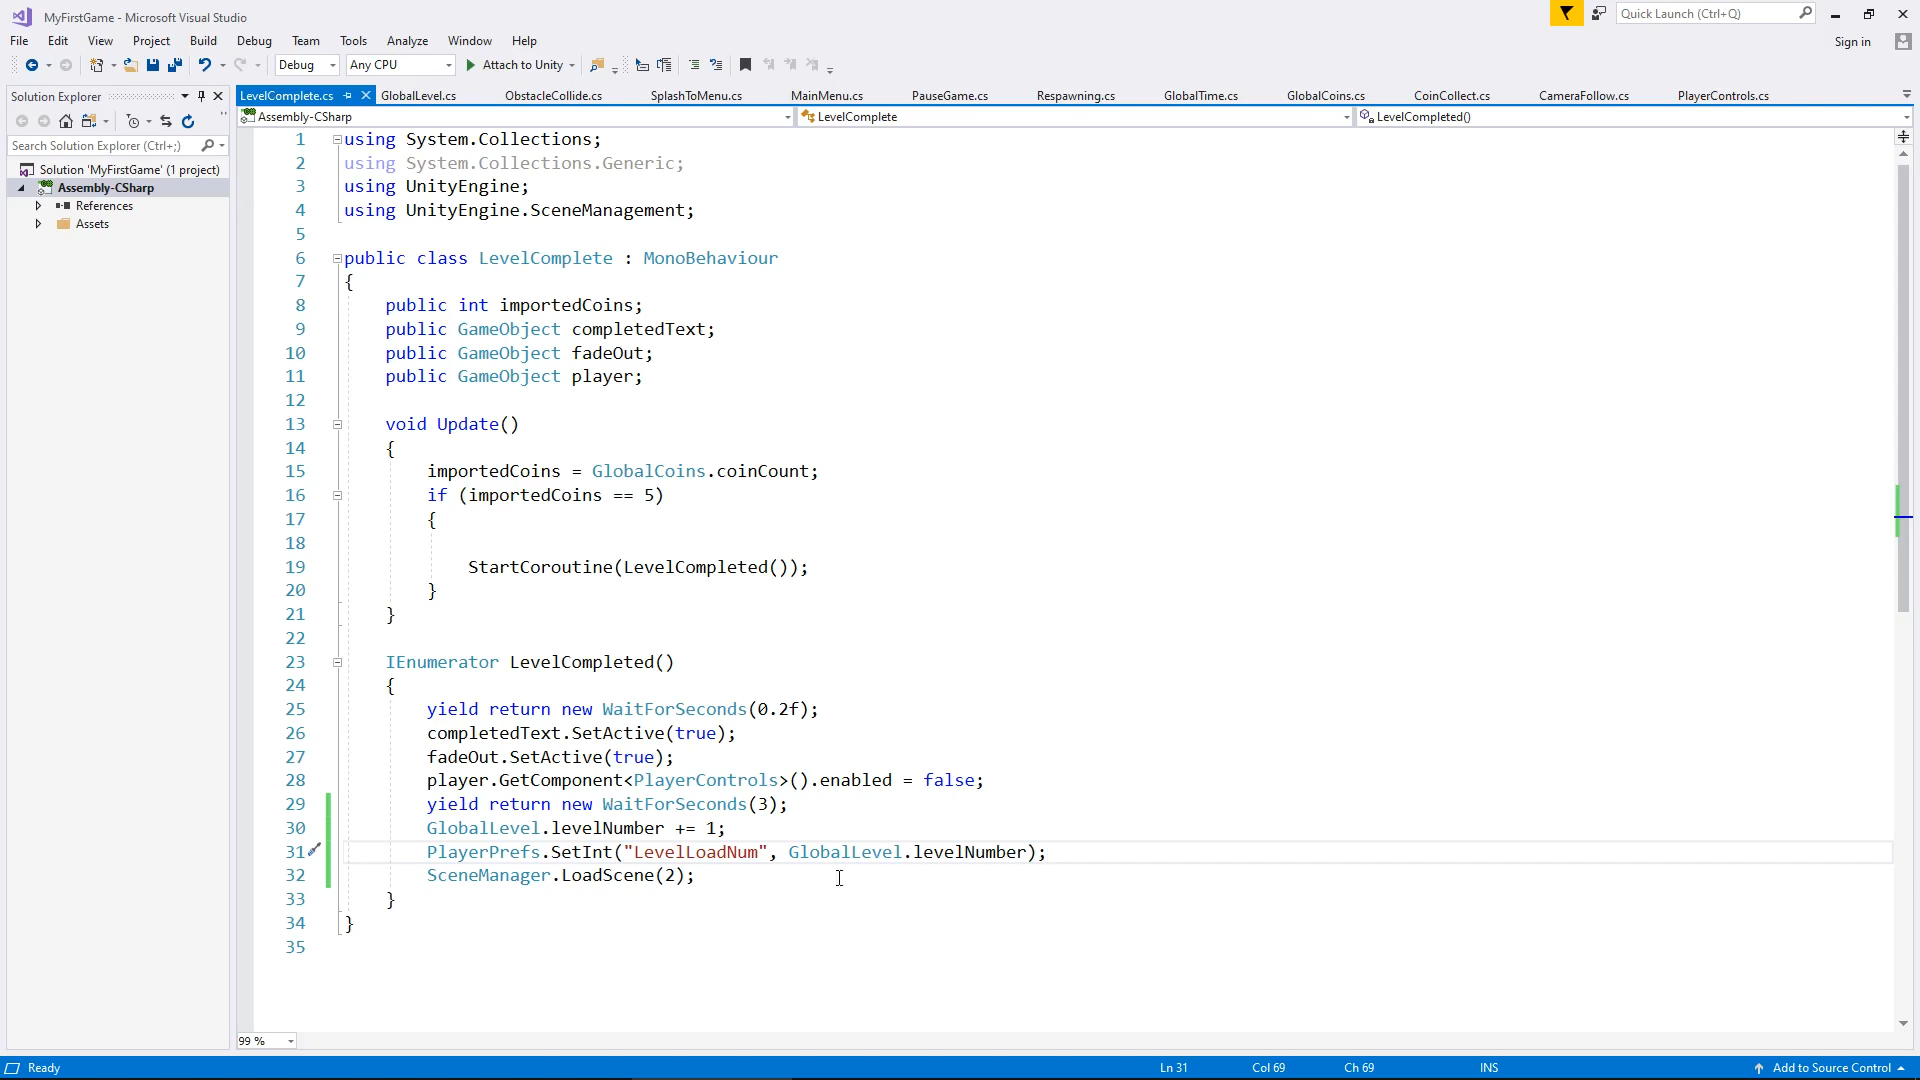 MyFirstGame - Microsoft Visual Studio
Quick Launch (Ctrl+Q)
File Edit View Project Build Debug Team Tools Analyze Window Help
Sign in
Debug Any CPU Attach to Unity
Solution Explorer
LevelComplete.cs GlobalLevel.cs ObstacleCollide.cs SplashToMenu.cs MainMenu.cs PauseGame.cs Respawning.cs GlobalTime.cs GlobalCoins.cs CoinCollect.cs CameraFollow.cs PlayerControls.cs
Assembly-CSharp LevelComplete LevelCompleted()
Search Solution Explorer (Ctrl+;)
Solution 'MyFirstGame' (1 project)
Assembly-CSharp
References
Assets
1 using System.Collections;
2 using System.Collections.Generic;
3 using UnityEngine;
4 using UnityEngine.SceneManagement;
5
6 public class LevelComplete : MonoBehaviour
7 {
8 public int importedCoins;
9 public GameObject completedText;
10 public GameObject fadeOut;
11 public GameObject player;
12
13 void Update()
14 {
15 importedCoins = GlobalCoins.coinCount;
16 if (importedCoins == 5)
17 {
18
19 StartCoroutine(LevelCompleted());
20 }
21 }
22
23 IEnumerator LevelCompleted()
24 {
25 yield return new WaitForSeconds(0.2f);
26 completedText.SetActive(true);
27 fadeOut.SetActive(true);
28 player.GetComponent<PlayerControls>().enabled = false;
29 yield return new WaitForSeconds(3);
30 GlobalLevel.levelNumber += 1;
31 PlayerPrefs.SetInt("LevelLoadNum", GlobalLevel.levelNumber);
32 SceneManager.LoadScene(2);
33 }
34 }
35
99 %
Ready Ln 31 Col 69 Ch 69 INS Add to Source Control